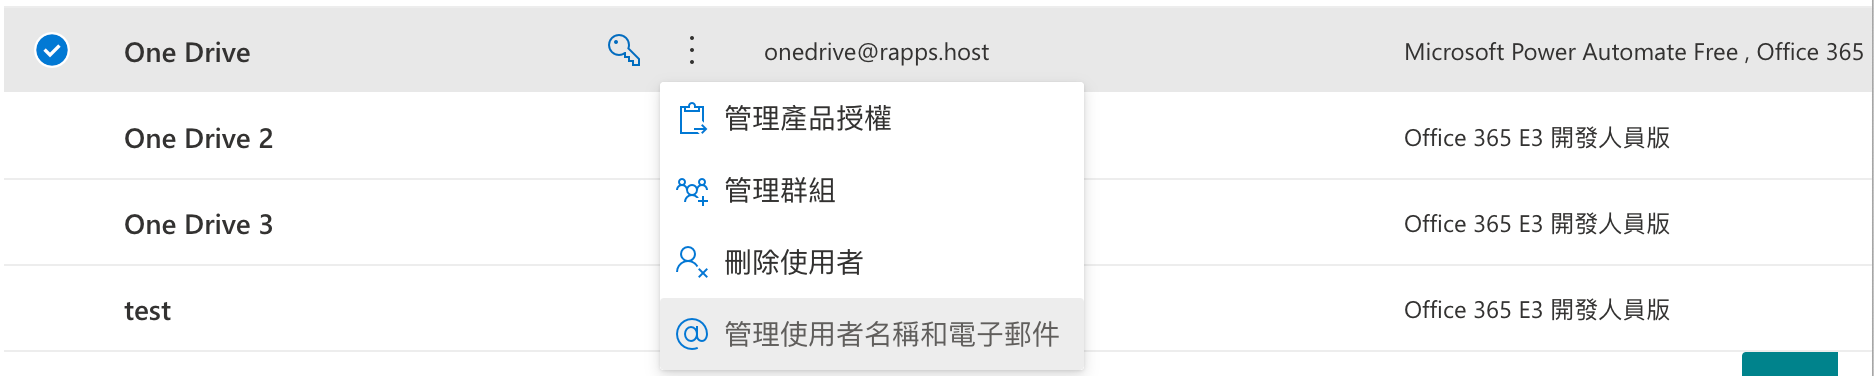 One Drive
onedrive@rapps.host
Microsoft Power Automate Free , Office 365
管理產品授權
One Drive 2
Office 365 E3 開發人員版
管理群組
One Drive 3
Office 365 E3 開發人員版
刪除使用者
test
Office 365 E3 開發人員版
管理使用者名稱和電子郵件